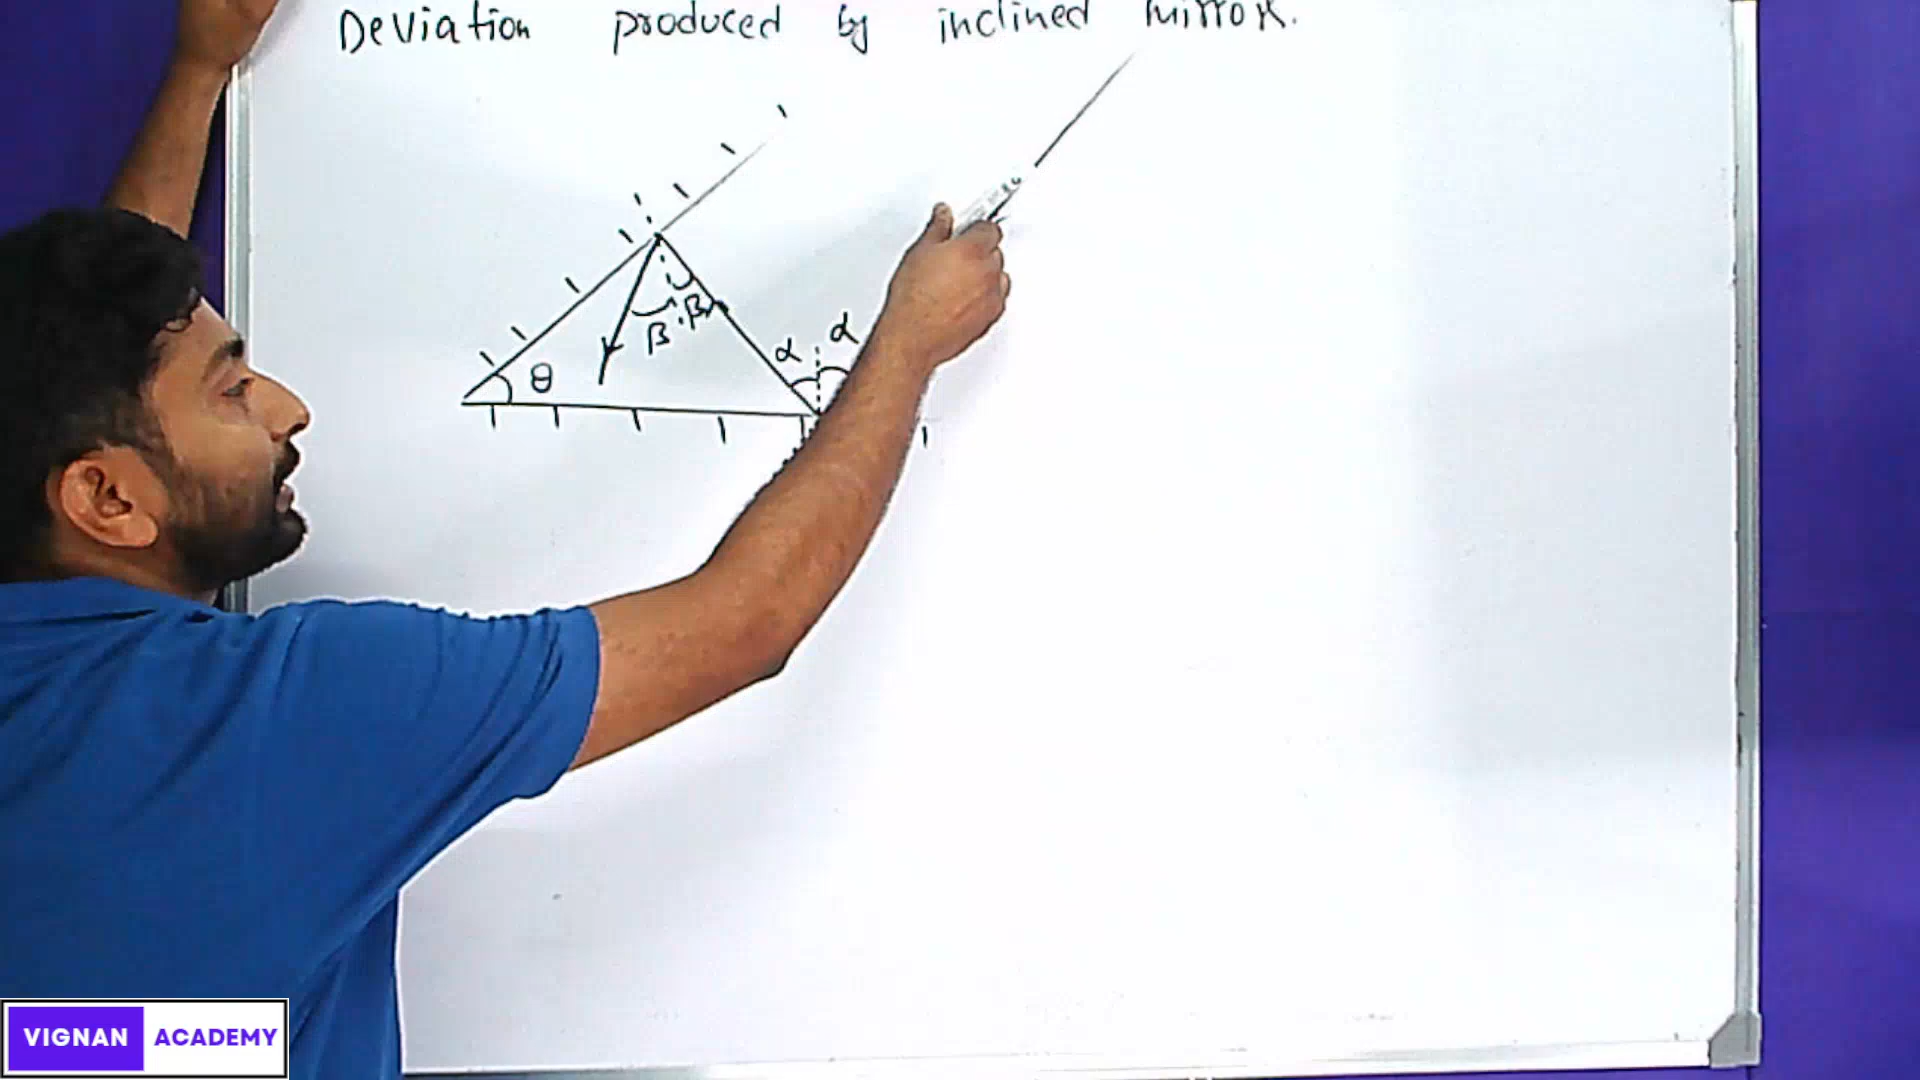 Deviation produced by inclined mirror.
α
β β α
θ
VIGNAN ACADEMY